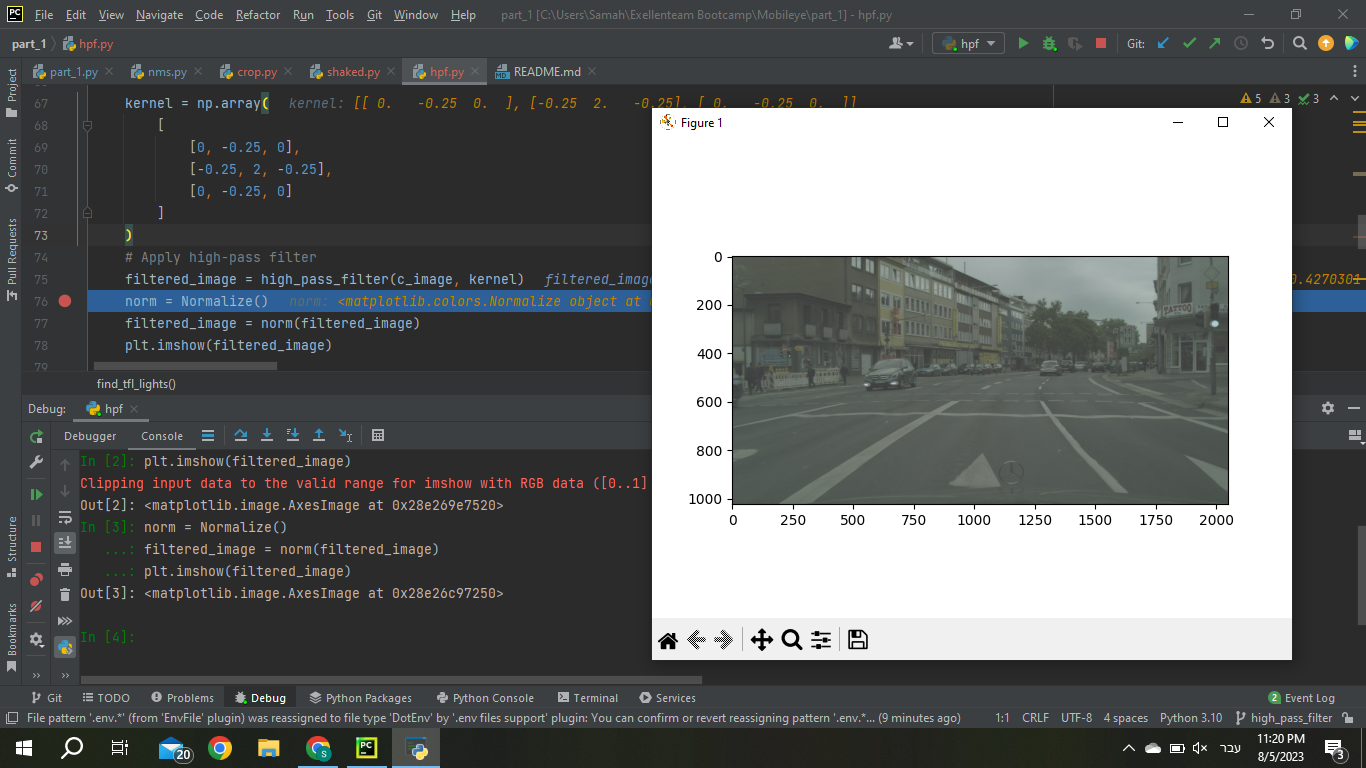 File Edit View Navigate Code Refactor Run Tools Git Window Help part_1 [C:\Users\Samah\Exellenteam Bootcamp\Mobileye\part_1] - hpf.py
part_1 hpf.py hpf Git:
part_1.py nms.py crop.py shaked.py hpf.py README.md
67 kernel = np.array( kernel: [[ 0. -0.25 0. ], [-0.25 2. -0.25], [ 0. -0.25 0. ]]
5 3 3
68 [
69 [0, -0.25, 0],
70 [-0.25, 2, -0.25],
71 [0, -0.25, 0]
72 ]
73 )
74 # Apply high-pass filter
75 filtered_image = high_pass_filter(c_image, kernel) filtered_image 0.4270301
76 norm = Normalize() norm: <matplotlib.colors.Normalize object at
77 filtered_image = norm(filtered_image)
78 plt.imshow(filtered_image)
find_tfl_lights()
Debug: hpf
Debugger Console
In [2]: plt.imshow(filtered_image)
Clipping input data to the valid range for imshow with RGB data ([0..1]
Out[2]: <matplotlib.image.AxesImage at 0x28e269e7520>
In [3]: norm = Normalize()
...: filtered_image = norm(filtered_image)
...: plt.imshow(filtered_image)
Out[3]: <matplotlib.image.AxesImage at 0x28e26c97250>
In [4]:
Project
Commit
Pull Requests
Structure
Bookmarks
Figure 1
0
200
400
600
800
1000
0 250 500 750 1000 1250 1500 1750 2000
TATTOO
Git TODO Problems Debug Python Packages Python Console Terminal Services 2 Event Log
File pattern '.env.*' (from 'EnvFile' plugin) was reassigned to file type 'DotEnv' by '.env files support' plugin: You can confirm or revert reassigning pattern '.env.*... (9 minutes ago) 1:1 CRLF UTF-8 4 spaces Python 3.10 high_pass_filter
20 S PC עבר 11:20 PM
8/5/2023 3